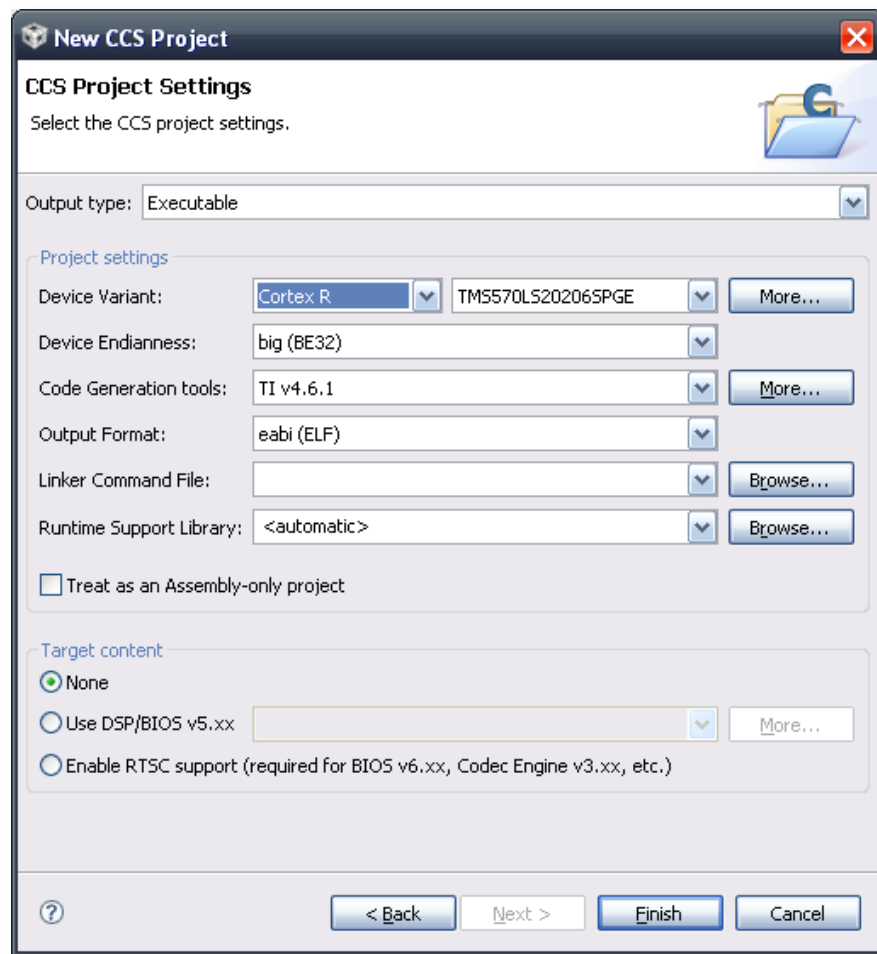 New CCS Project
CCS Project Settings
Select the CCS project settings.
Output type: Executable
Project settings
Device Variant: Cortex R TMS570LS20206SPGE More...
Device Endianness: big (BE32)
Code Generation tools: TI v4.6.1 More...
Output Format: eabi (ELF)
Linker Command File: Browse...
Runtime Support Library: <automatic> Browse...
Treat as an Assembly-only project
Target content
None
Use DSP/BIOS v5.xx More...
Enable RTSC support (required for BIOS v6.xx, Codec Engine v3.xx, etc.)
? < Back Next > Finish Cancel